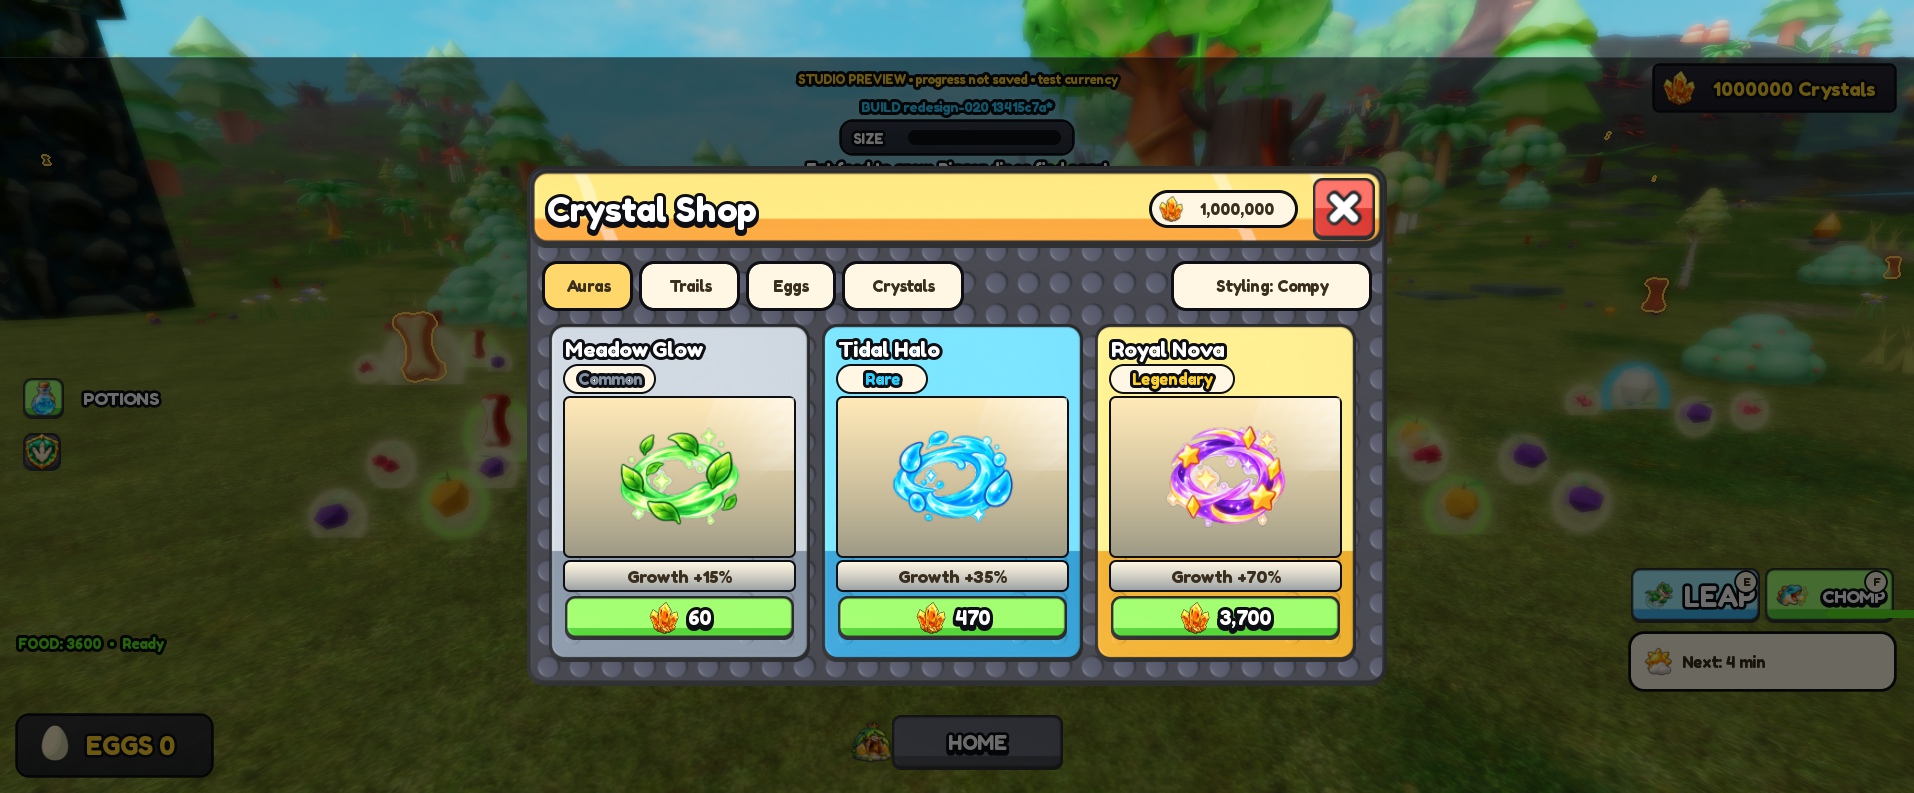 STUDIO PREVIEW • progress not saved • test currency
1000000 Crystals
BUILD redesign-020 13415c7a*
SIZE
Crystal Shop
1,000,000
Auras
Trails
Eggs
Crystals
Styling: Compy
Meadow Glow
Common
Growth +15%
60
Tidal Halo
Rare
Growth +35%
470
Royal Nova
Legendary
Growth +70%
3,700
POTIONS
LEAP
E
CHOMP
F
FOOD: 3600 • Ready
Next: 4 min
EGGS 0
HOME